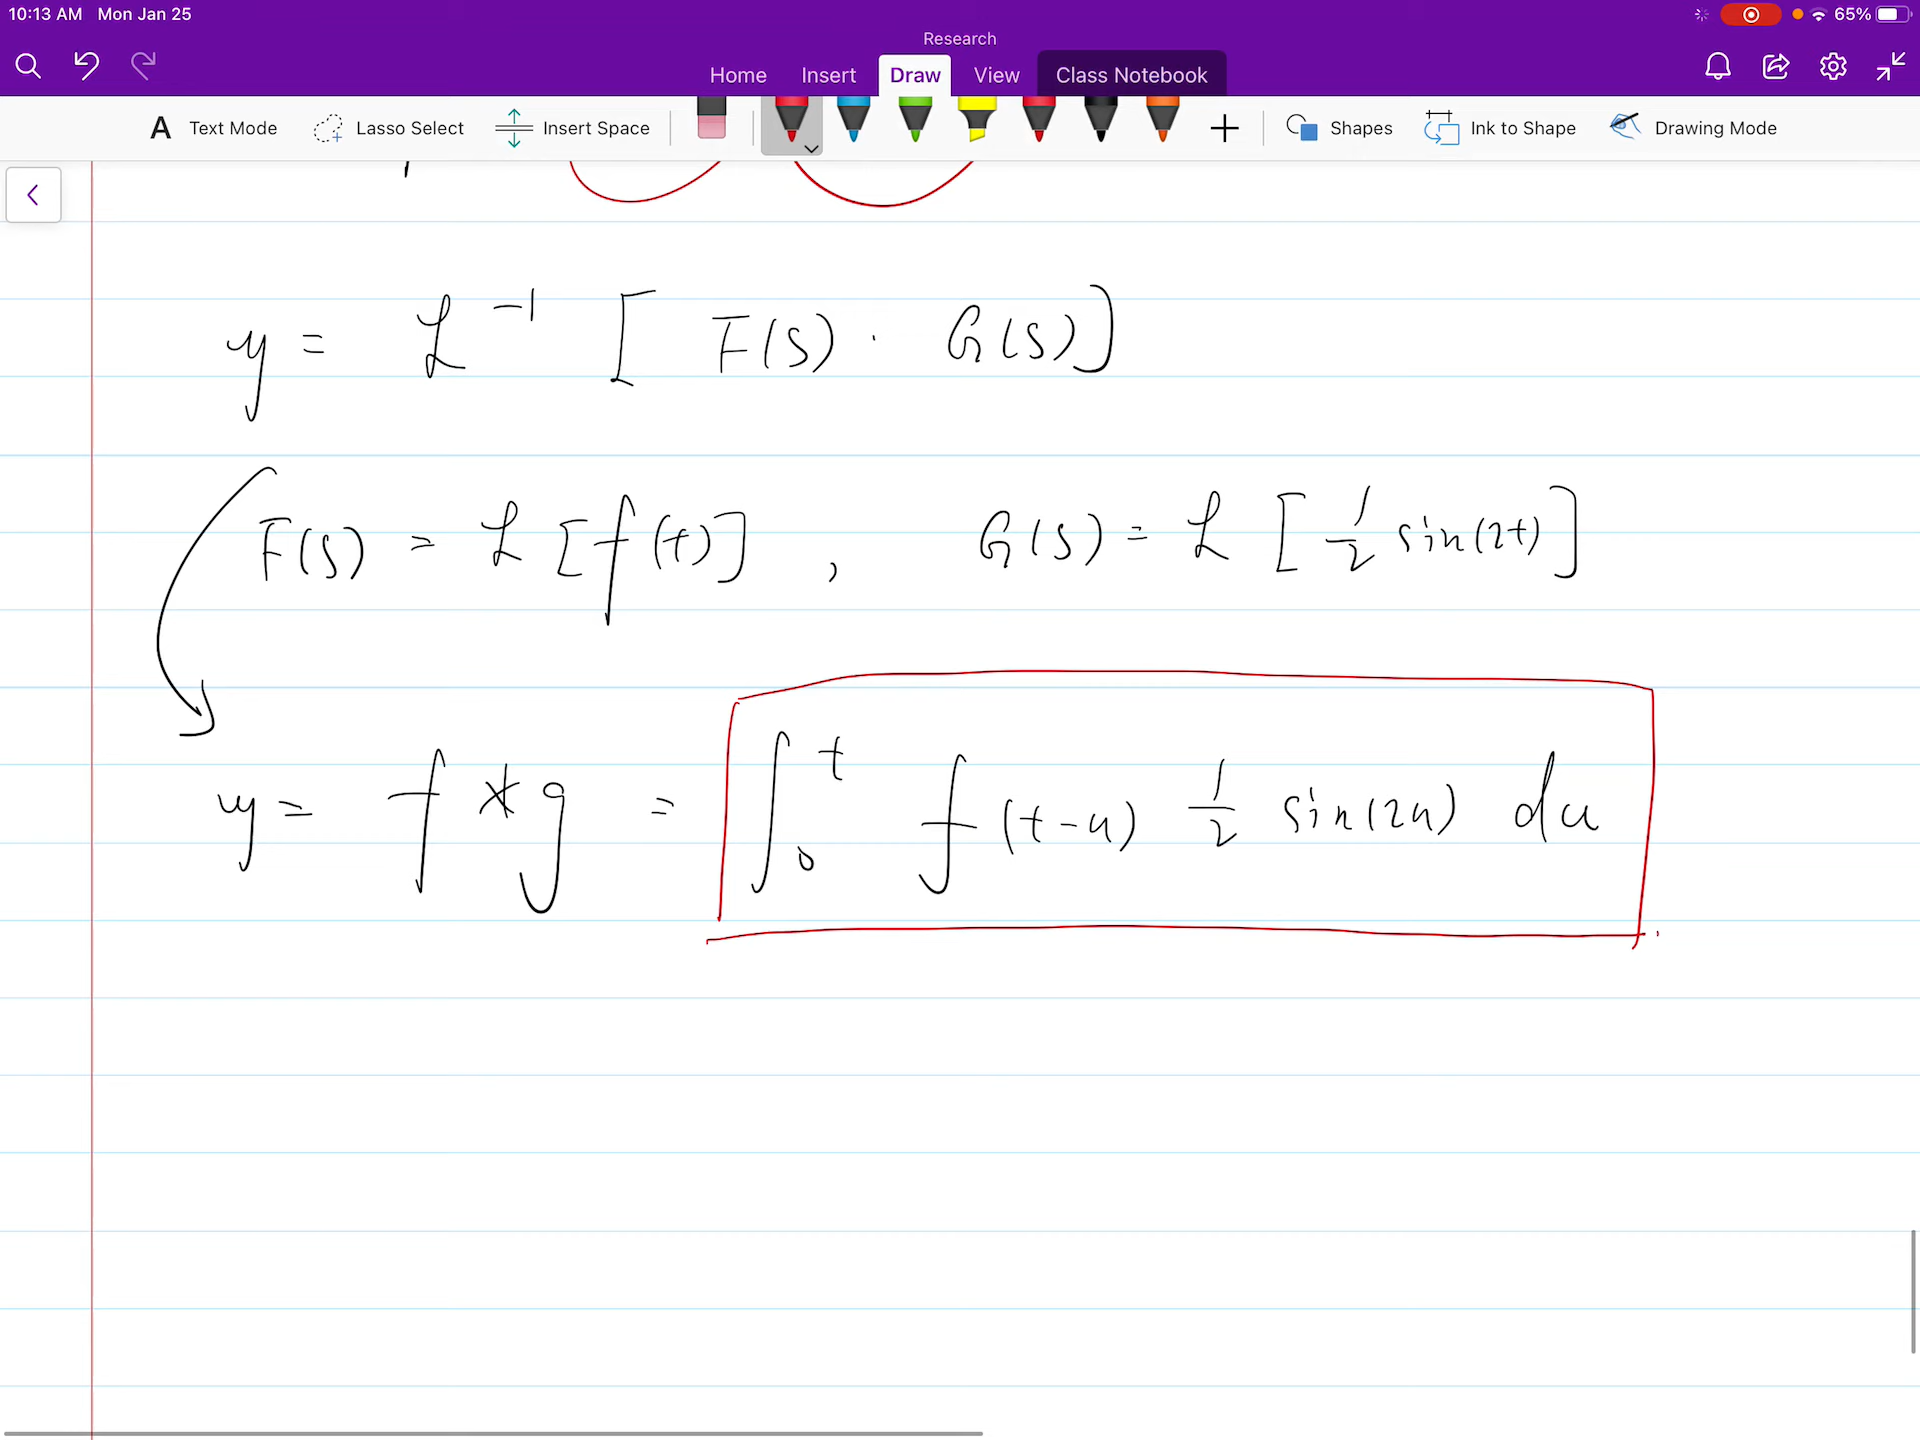 10:13 AM Mon Jan 25
65%
Research
Home Insert Draw View Class Notebook
A Text Mode Lasso Select Insert Space Shapes Ink to Shape Drawing Mode
y = ℒ⁻¹ [ F(s) · G(s) ]
F(s) = ℒ [f(t)] , G(s) = ℒ [ 1/2 sin(2t) ]
y = f * g = ∫₀ᵗ f(t-u) 1/2 sin(2u) du